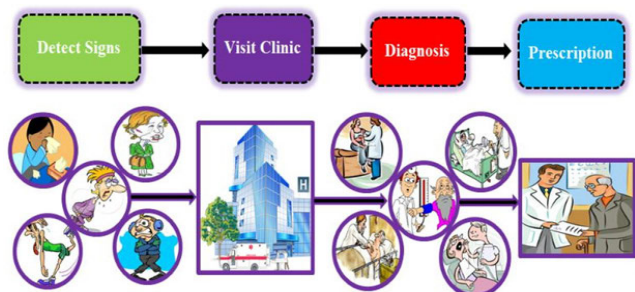 Detect Signs
Visit Clinic
Diagnosis
Prescription
H